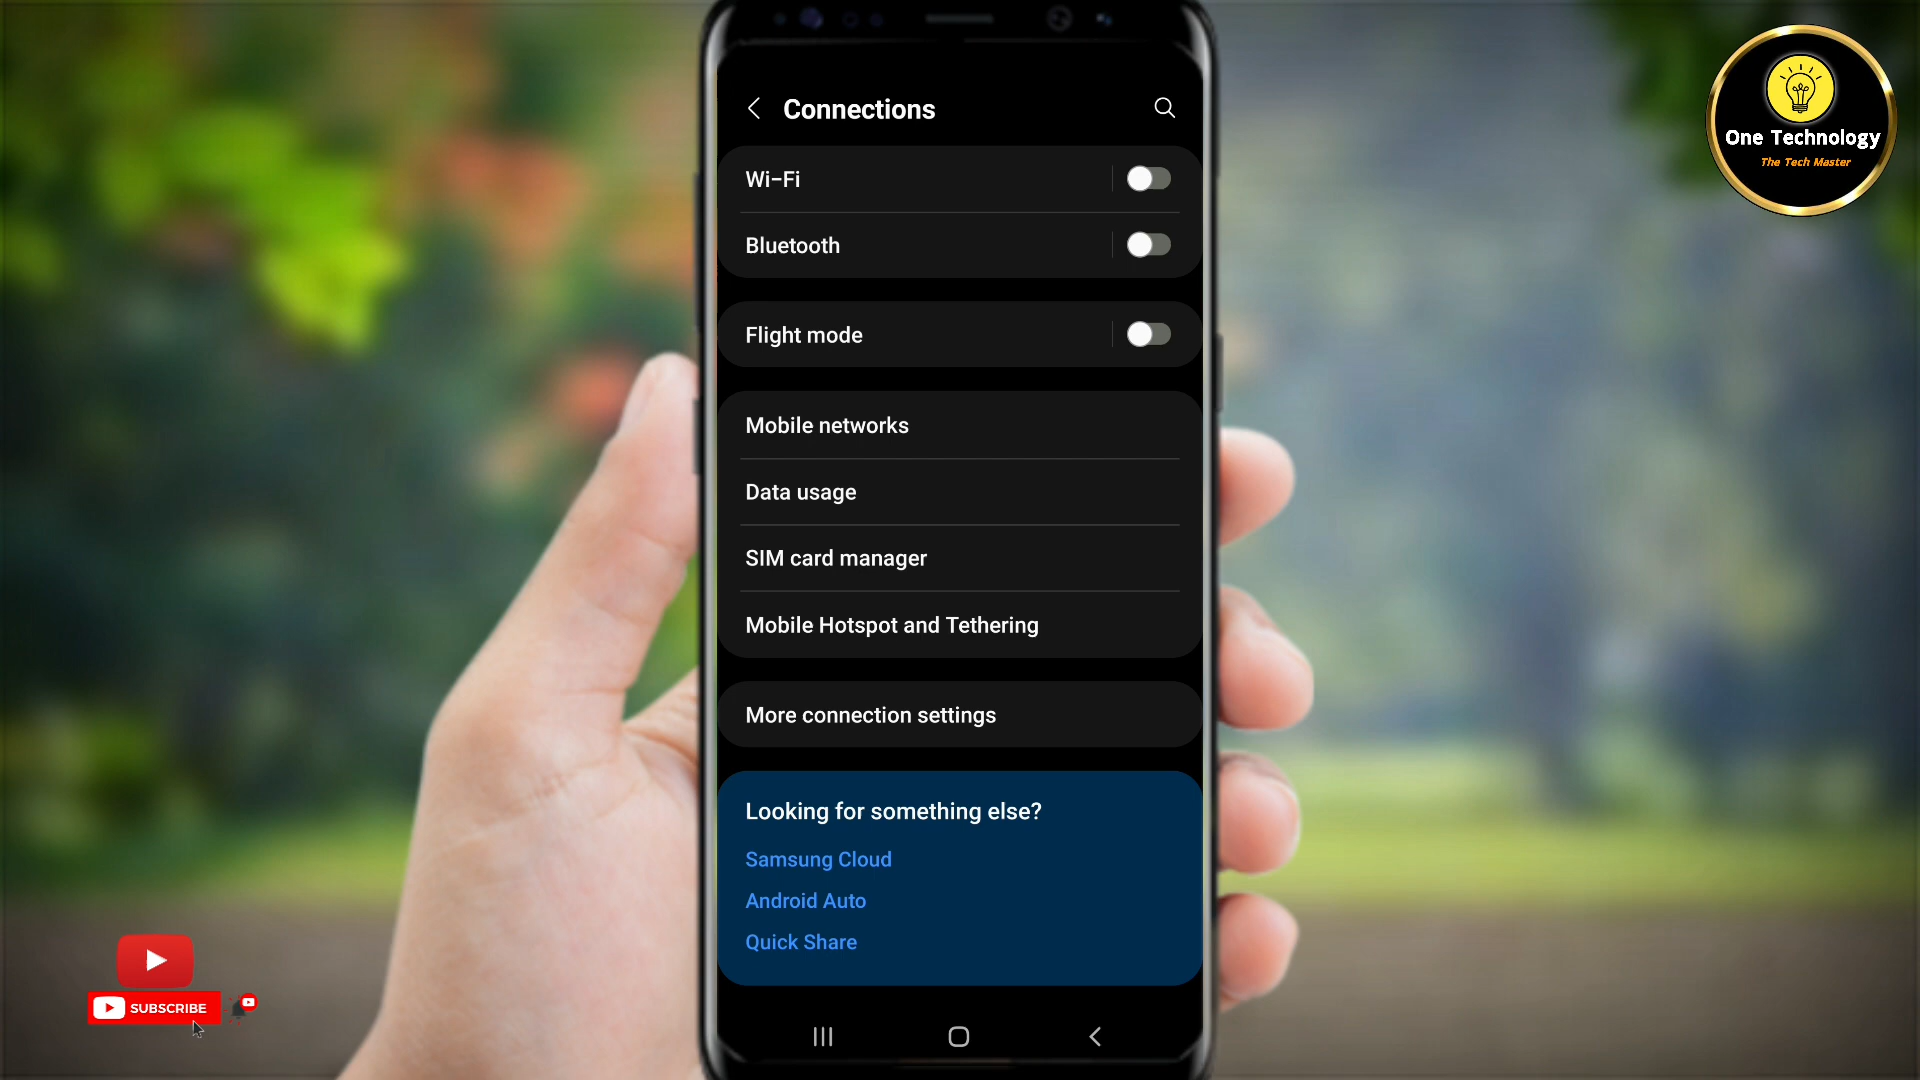 Connections
Wi-Fi
Bluetooth
Flight mode
Mobile networks
Data usage
SIM card manager
Mobile Hotspot and Tethering
More connection settings
Looking for something else?
Samsung Cloud
Android Auto
Quick Share
One Technology
The Tech Master
SUBSCRIBE